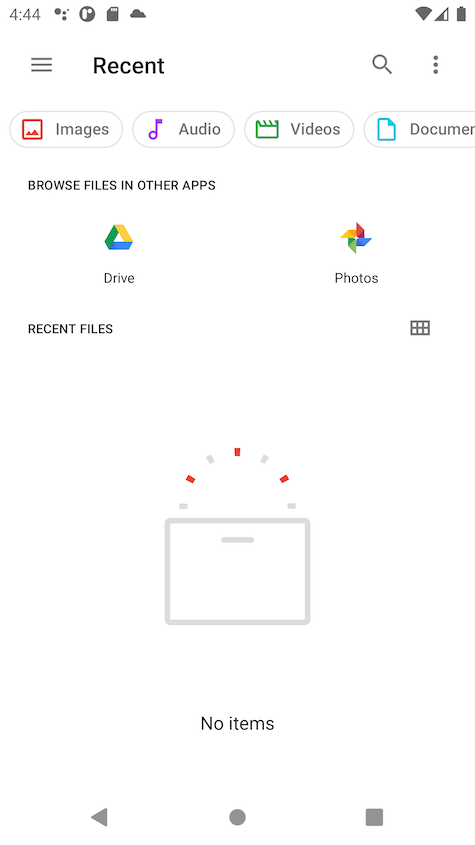 4:44
Recent
Images
Audio
Videos
Documen
BROWSE FILES IN OTHER APPS
Drive
Photos
RECENT FILES
No items